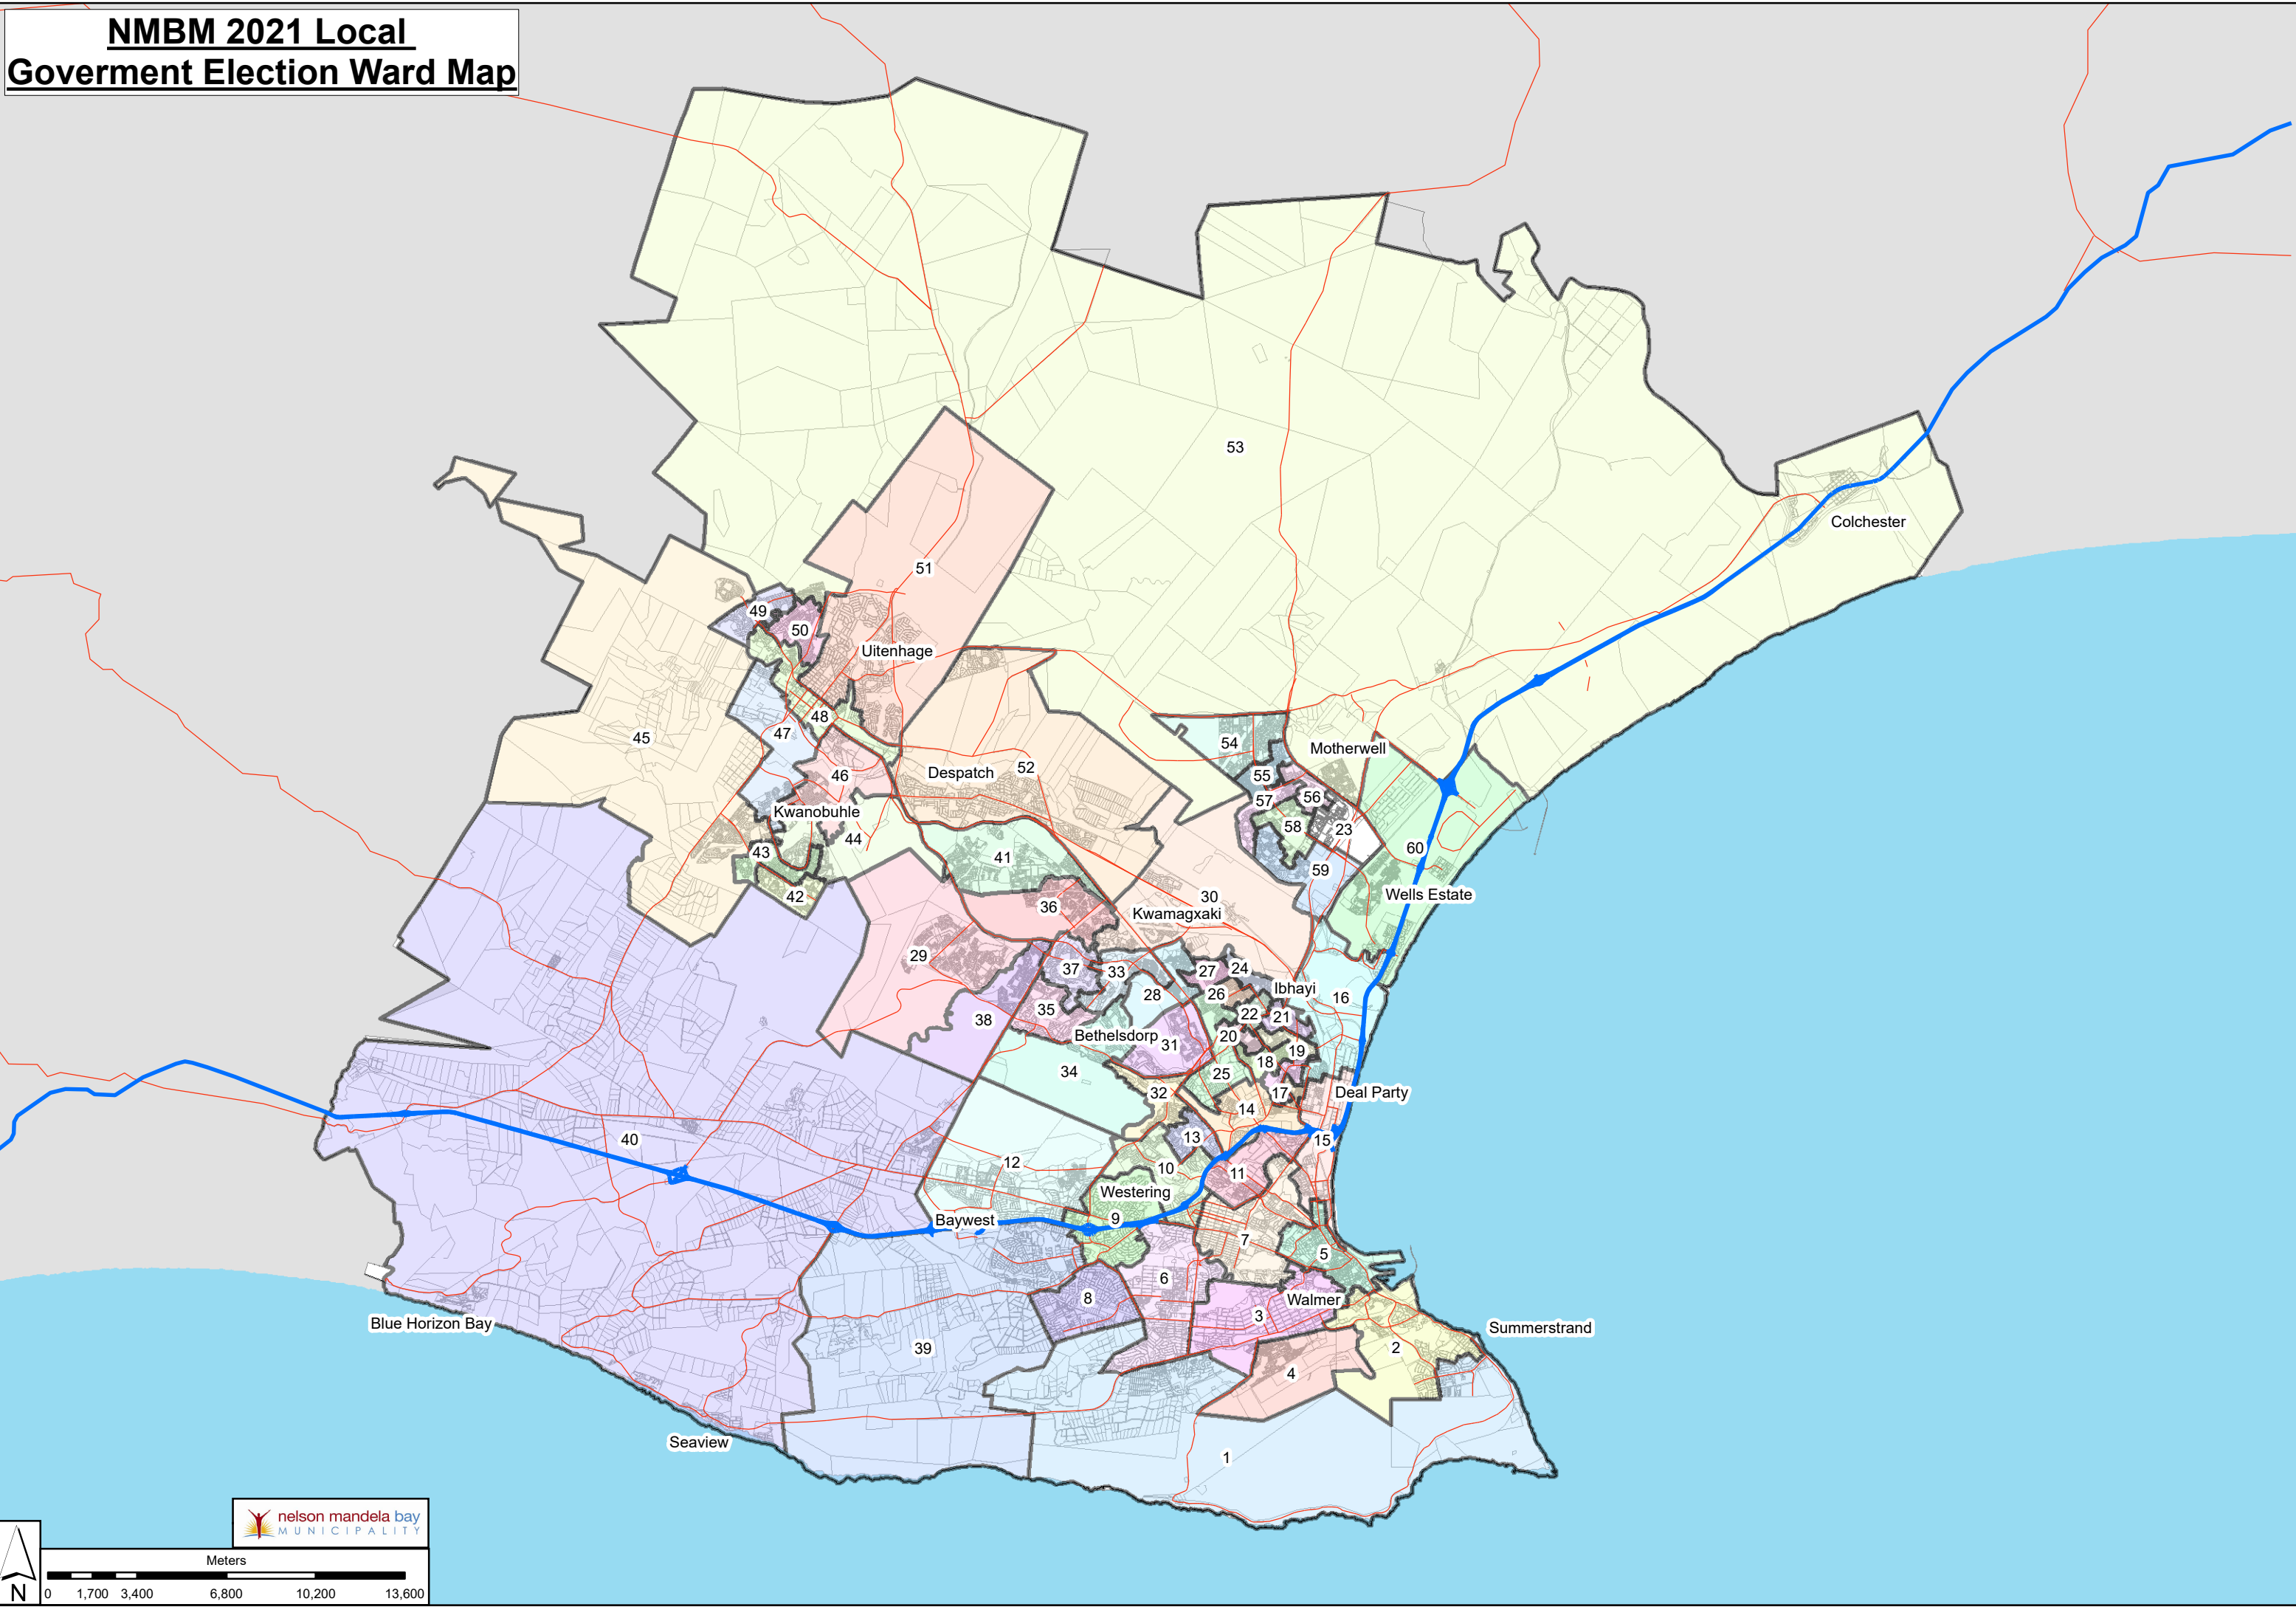 NMBM 2021 Local
Goverment Election Ward Map
53
Colchester
51
49
50
Uitenhage
48
47
45
46
Despatch
52
54
Motherwell
55
56
57
58
23
Kwanobuhle
44
43
42
41
60
59
Wells Estate
30
Kwamagxaki
36
29
37
33
27
24
28
26
Ibhayi
16
35
38
22
21
Bethelsdorp
31
20
19
18
34
25
32
17
Deal Party
14
13
15
40
12
10
11
Westering
Baywest
9
7
5
6
8
Walmer
3
Blue Horizon Bay
Summerstrand
39
2
4
Seaview
1
nelson mandela bay
MUNICIPALITY
Meters
N
0 1,700 3,400 6,800 10,200 13,600